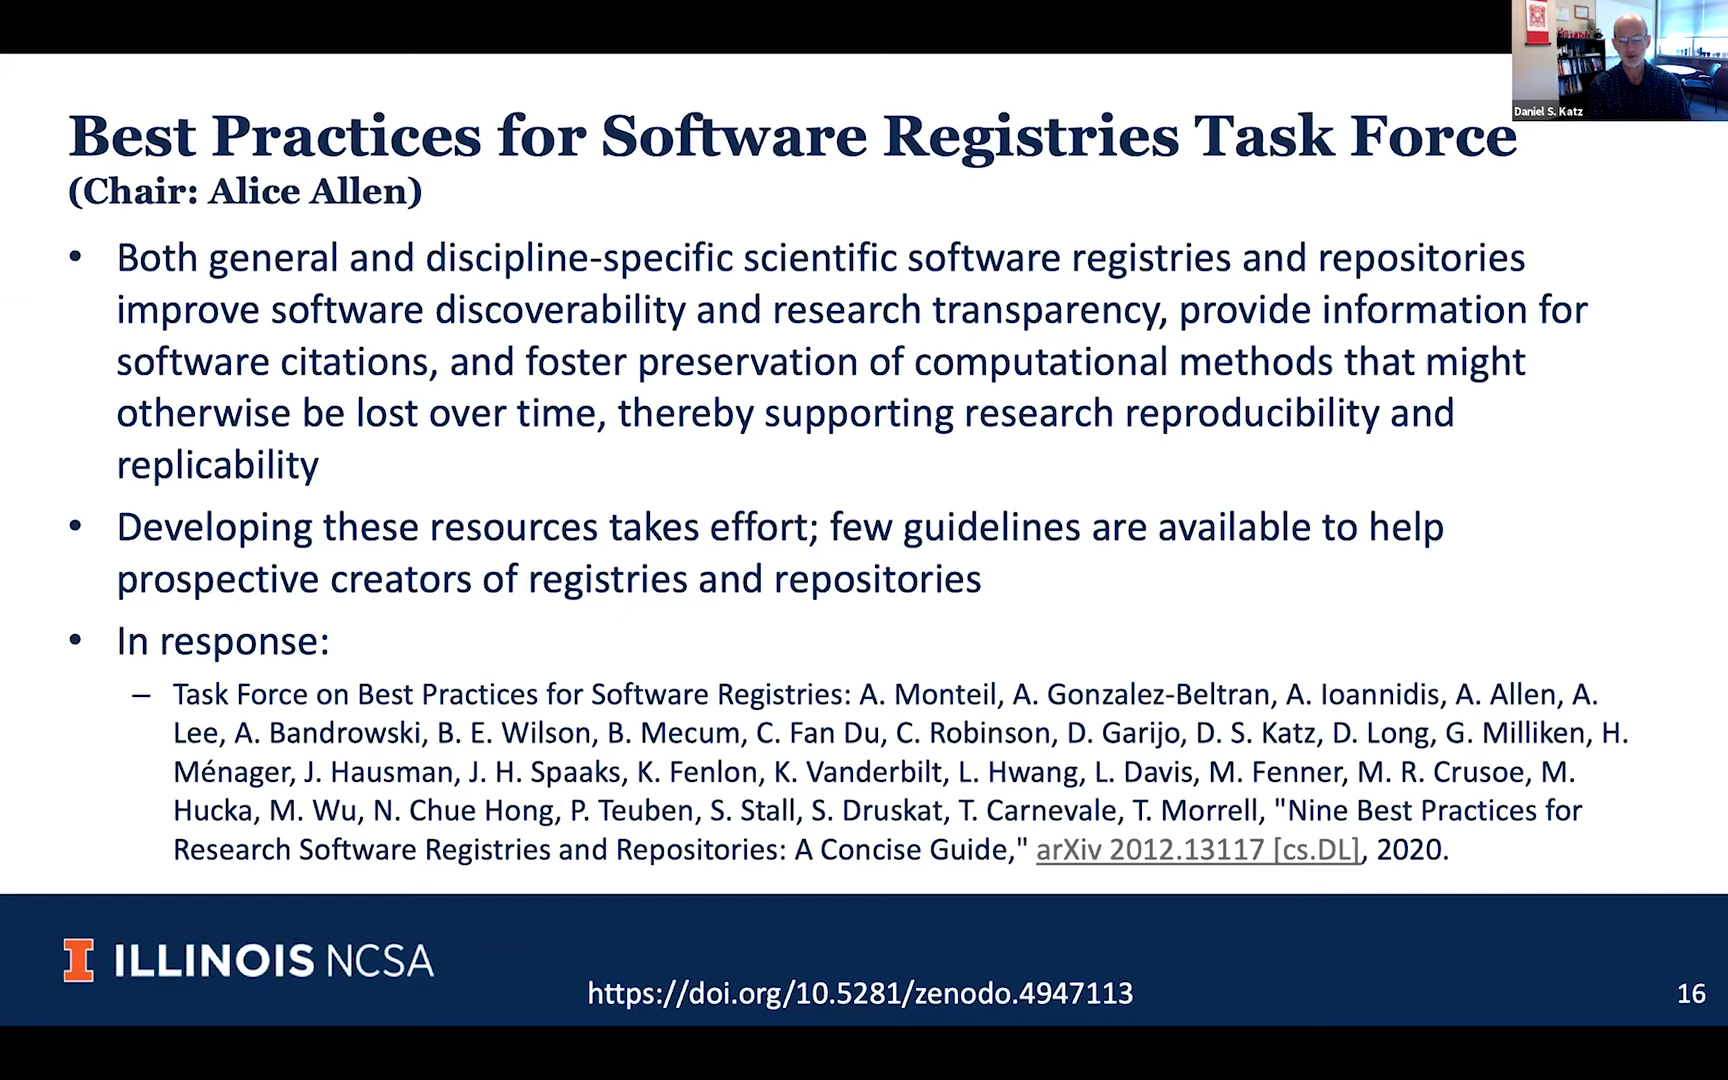 Daniel S. Katz
Best Practices for Software Registries Task Force
(Chair: Alice Allen)
• Both general and discipline-specific scientific software registries and repositories
improve software discoverability and research transparency, provide information for
software citations, and foster preservation of computational methods that might
otherwise be lost over time, thereby supporting research reproducibility and
replicability
• Developing these resources takes effort; few guidelines are available to help
prospective creators of registries and repositories
• In response:
– Task Force on Best Practices for Software Registries: A. Monteil, A. Gonzalez-Beltran, A. Ioannidis, A. Allen, A.
Lee, A. Bandrowski, B. E. Wilson, B. Mecum, C. Fan Du, C. Robinson, D. Garijo, D. S. Katz, D. Long, G. Milliken, H.
Ménager, J. Hausman, J. H. Spaaks, K. Fenlon, K. Vanderbilt, L. Hwang, L. Davis, M. Fenner, M. R. Crusoe, M.
Hucka, M. Wu, N. Chue Hong, P. Teuben, S. Stall, S. Druskat, T. Carnevale, T. Morrell, "Nine Best Practices for
Research Software Registries and Repositories: A Concise Guide," arXiv 2012.13117 [cs.DL], 2020.
I ILLINOIS NCSA
https://doi.org/10.5281/zenodo.4947113
16